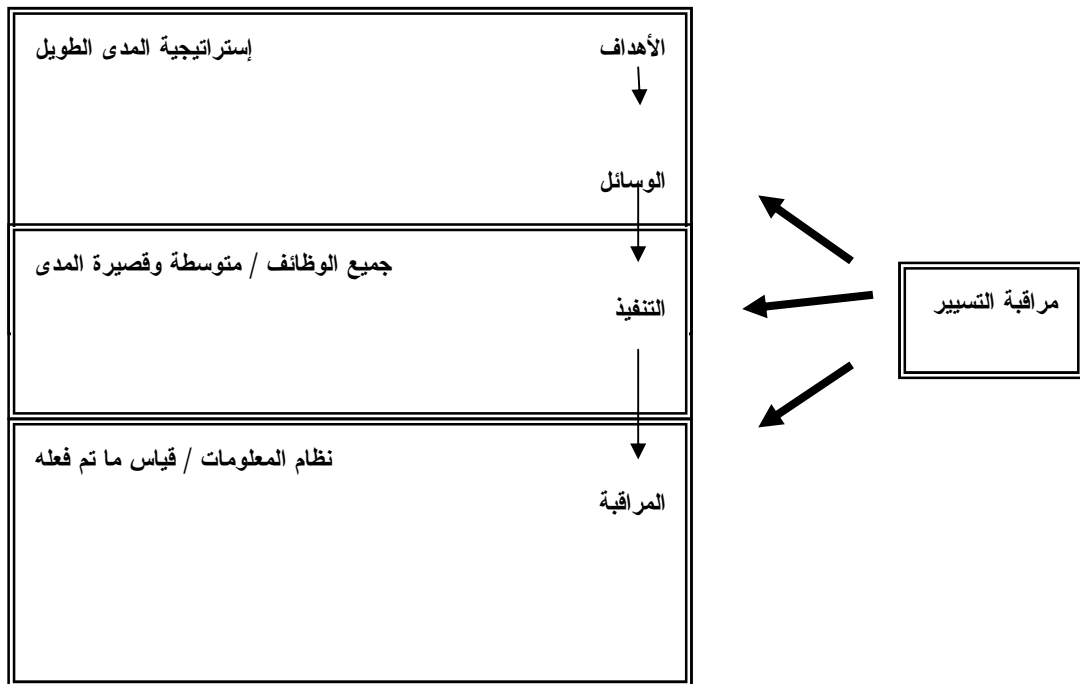 الأهداف إستراتيجية المدى الطويل
الوسائل
جميع الوظائف / متوسطة وقصيرة المدى
التنفيذ
مراقبة التسيير
نظام المعلومات / قياس ما تم فعله
المراقبة